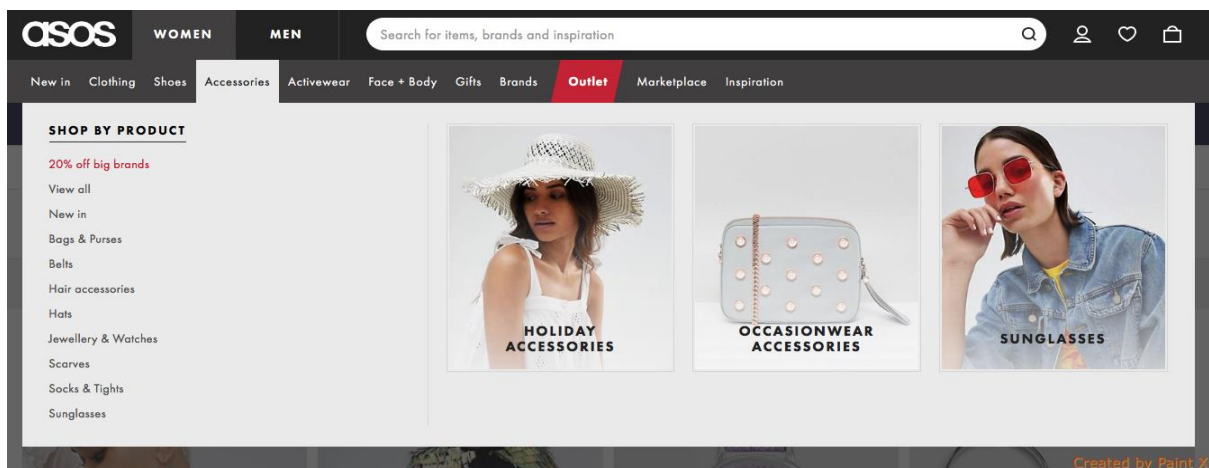 asos
WOMEN
MEN
Search for items, brands and inspiration
New in Clothing Shoes Accessories Activewear Face + Body Gifts Brands Outlet Marketplace Inspiration
SHOP BY PRODUCT
20% off big brands
View all
New in
Bags & Purses
Belts
Hair accessories
Hats
Jewellery & Watches
Scarves
Socks & Tights
Sunglasses
HOLIDAY
ACCESSORIES
OCCASIONWEAR
ACCESSORIES
SUNGLASSES
Created by Paint X